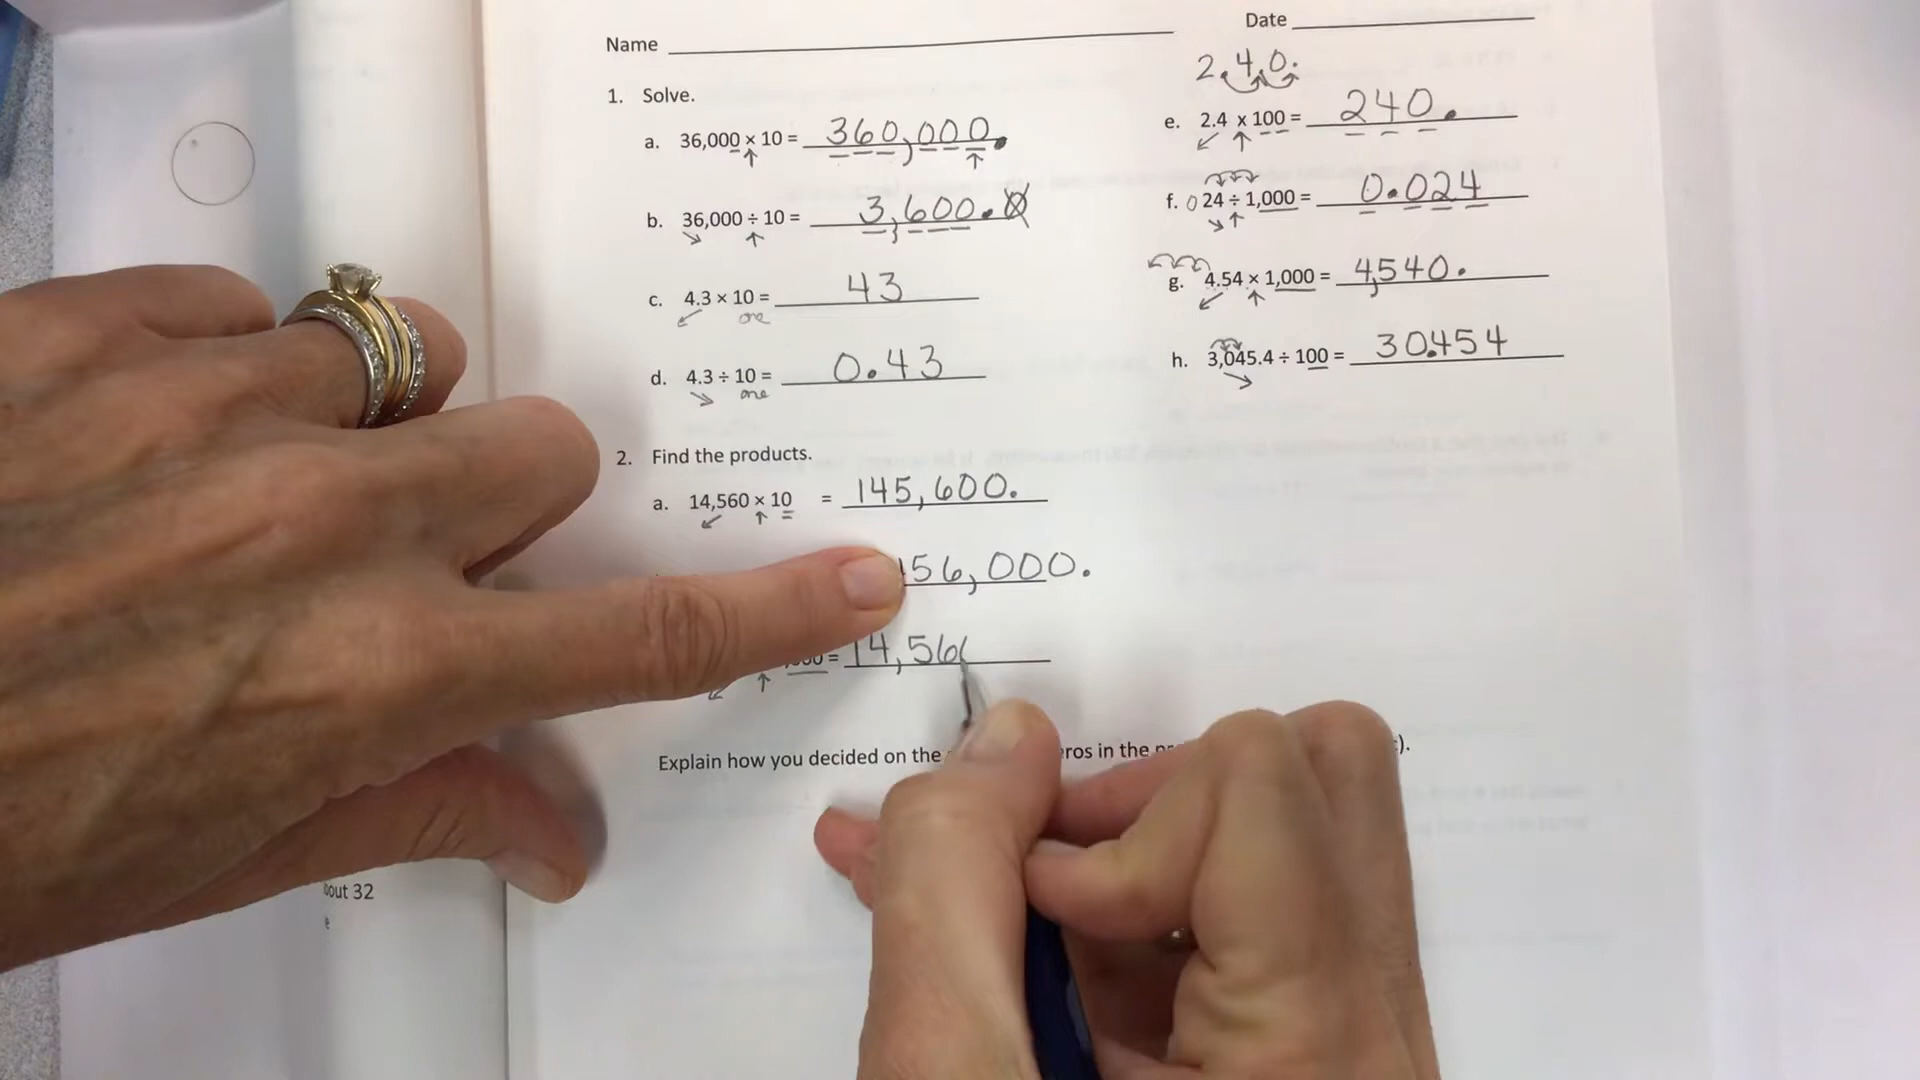 Name
Date
1. Solve.
a. 36,000 × 10 = 360,000.
b. 36,000 ÷ 10 = 3,600.0
c. 4.3 × 10 = 43
one
d. 4.3 ÷ 10 = 0.43
one
2.4.0.
e. 2.4 x 100 = 240.
f. 0 24 ÷ 1,000 = 0.024
g. 4.54 × 1,000 = 4,540.
h. 3,045.4 ÷ 100 = 30.454
2. Find the products.
a. 14,560 × 10 = 145,600.
56,000.
= 14,56
Explain how you decided on the ros in the
out 32